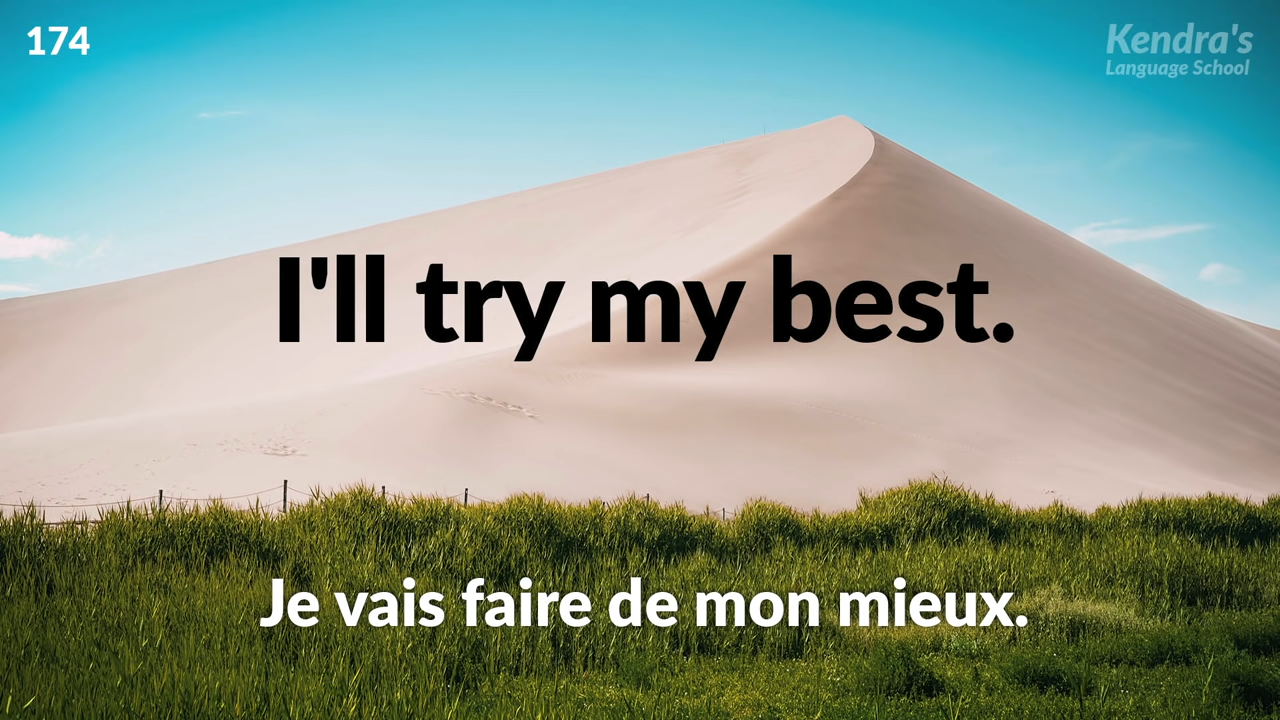 174
Kendra's
Language School
I'll try my best.
Je vais faire de mon mieux.